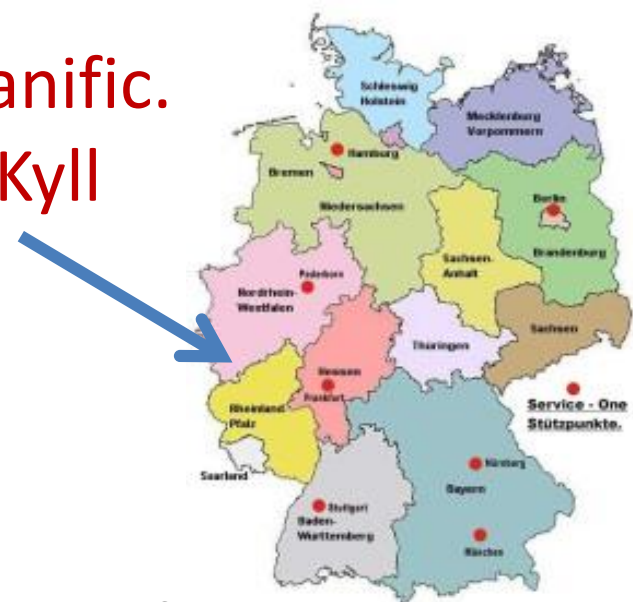 anific.
Kyll
Schleswig
Holstein
Mecklenburg
Vorpommern
Hamburg
Bremen
Niedersachsen
Berlin
Brandenburg
Sachsen-
Anhalt
Paderborn
Nordrhein-
Westfalen
Sachsen
Thüringen
Hessen
Frankfurt
Rheinland
Pfalz
Service - One
Stützpunkte.
Saarland
Nürnberg
Bayern
Stuttgart
Baden-
Wurttemberg
München